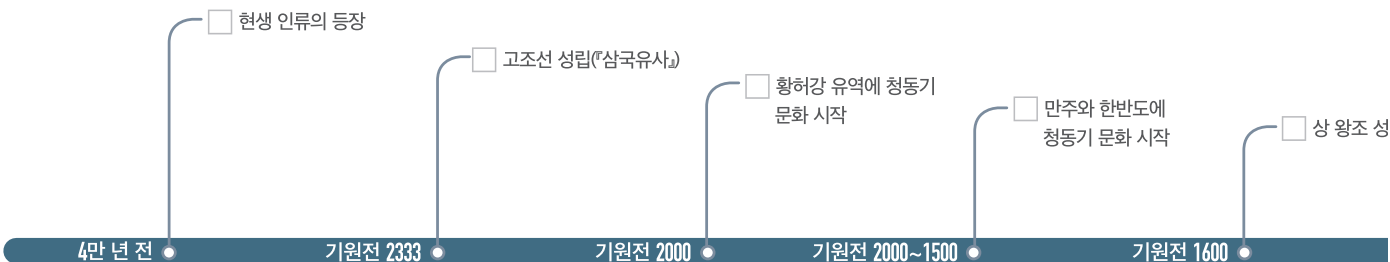 현생 인류의 등장
고조선 성립(『삼국유사』)
황허강 유역에 청동기
문화 시작
만주와 한반도에
청동기 문화 시작
상 왕조 성
4만 년 전
기원전 2333
기원전 2000
기원전 2000~1500
기원전 1600